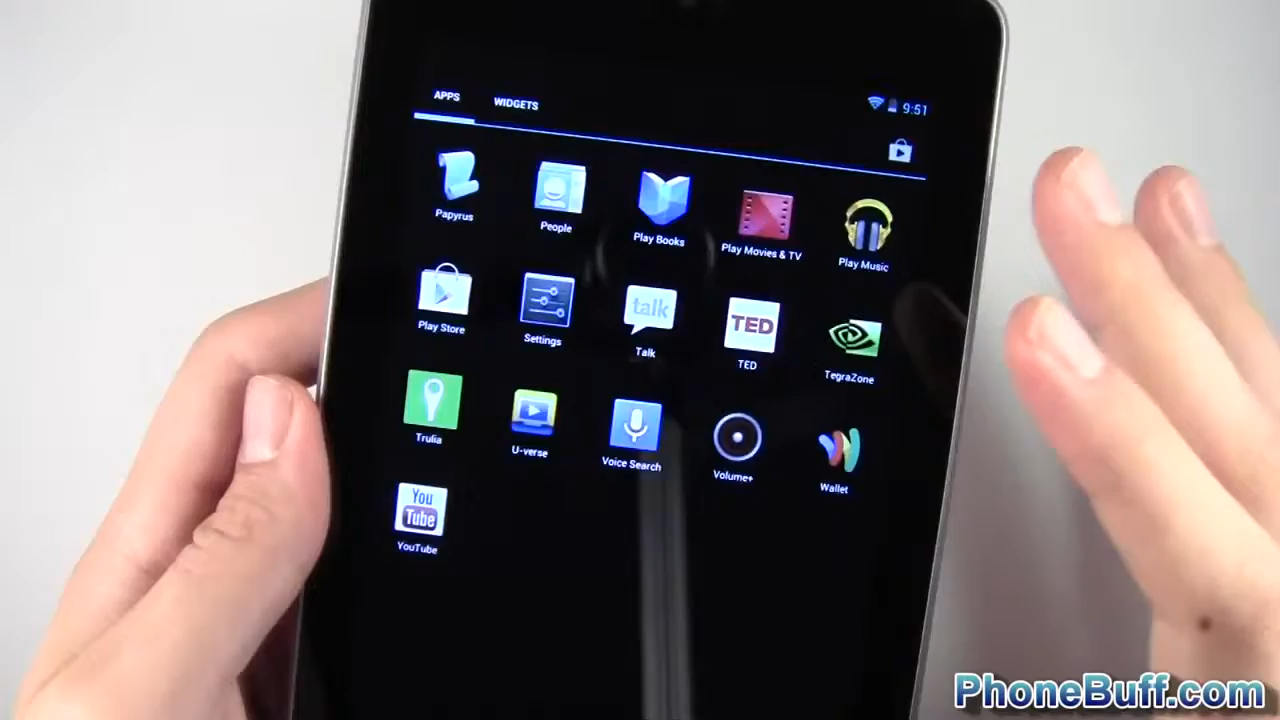 APPS WIDGETS 9:51
Papyrus People Play Books Play Movies & TV Play Music
talk TED
Play Store Settings Talk TED TegraZone
Trulia U-verse Voice Search Volume+ Wallet
You
Tube
YouTube
PhoneBuff.com